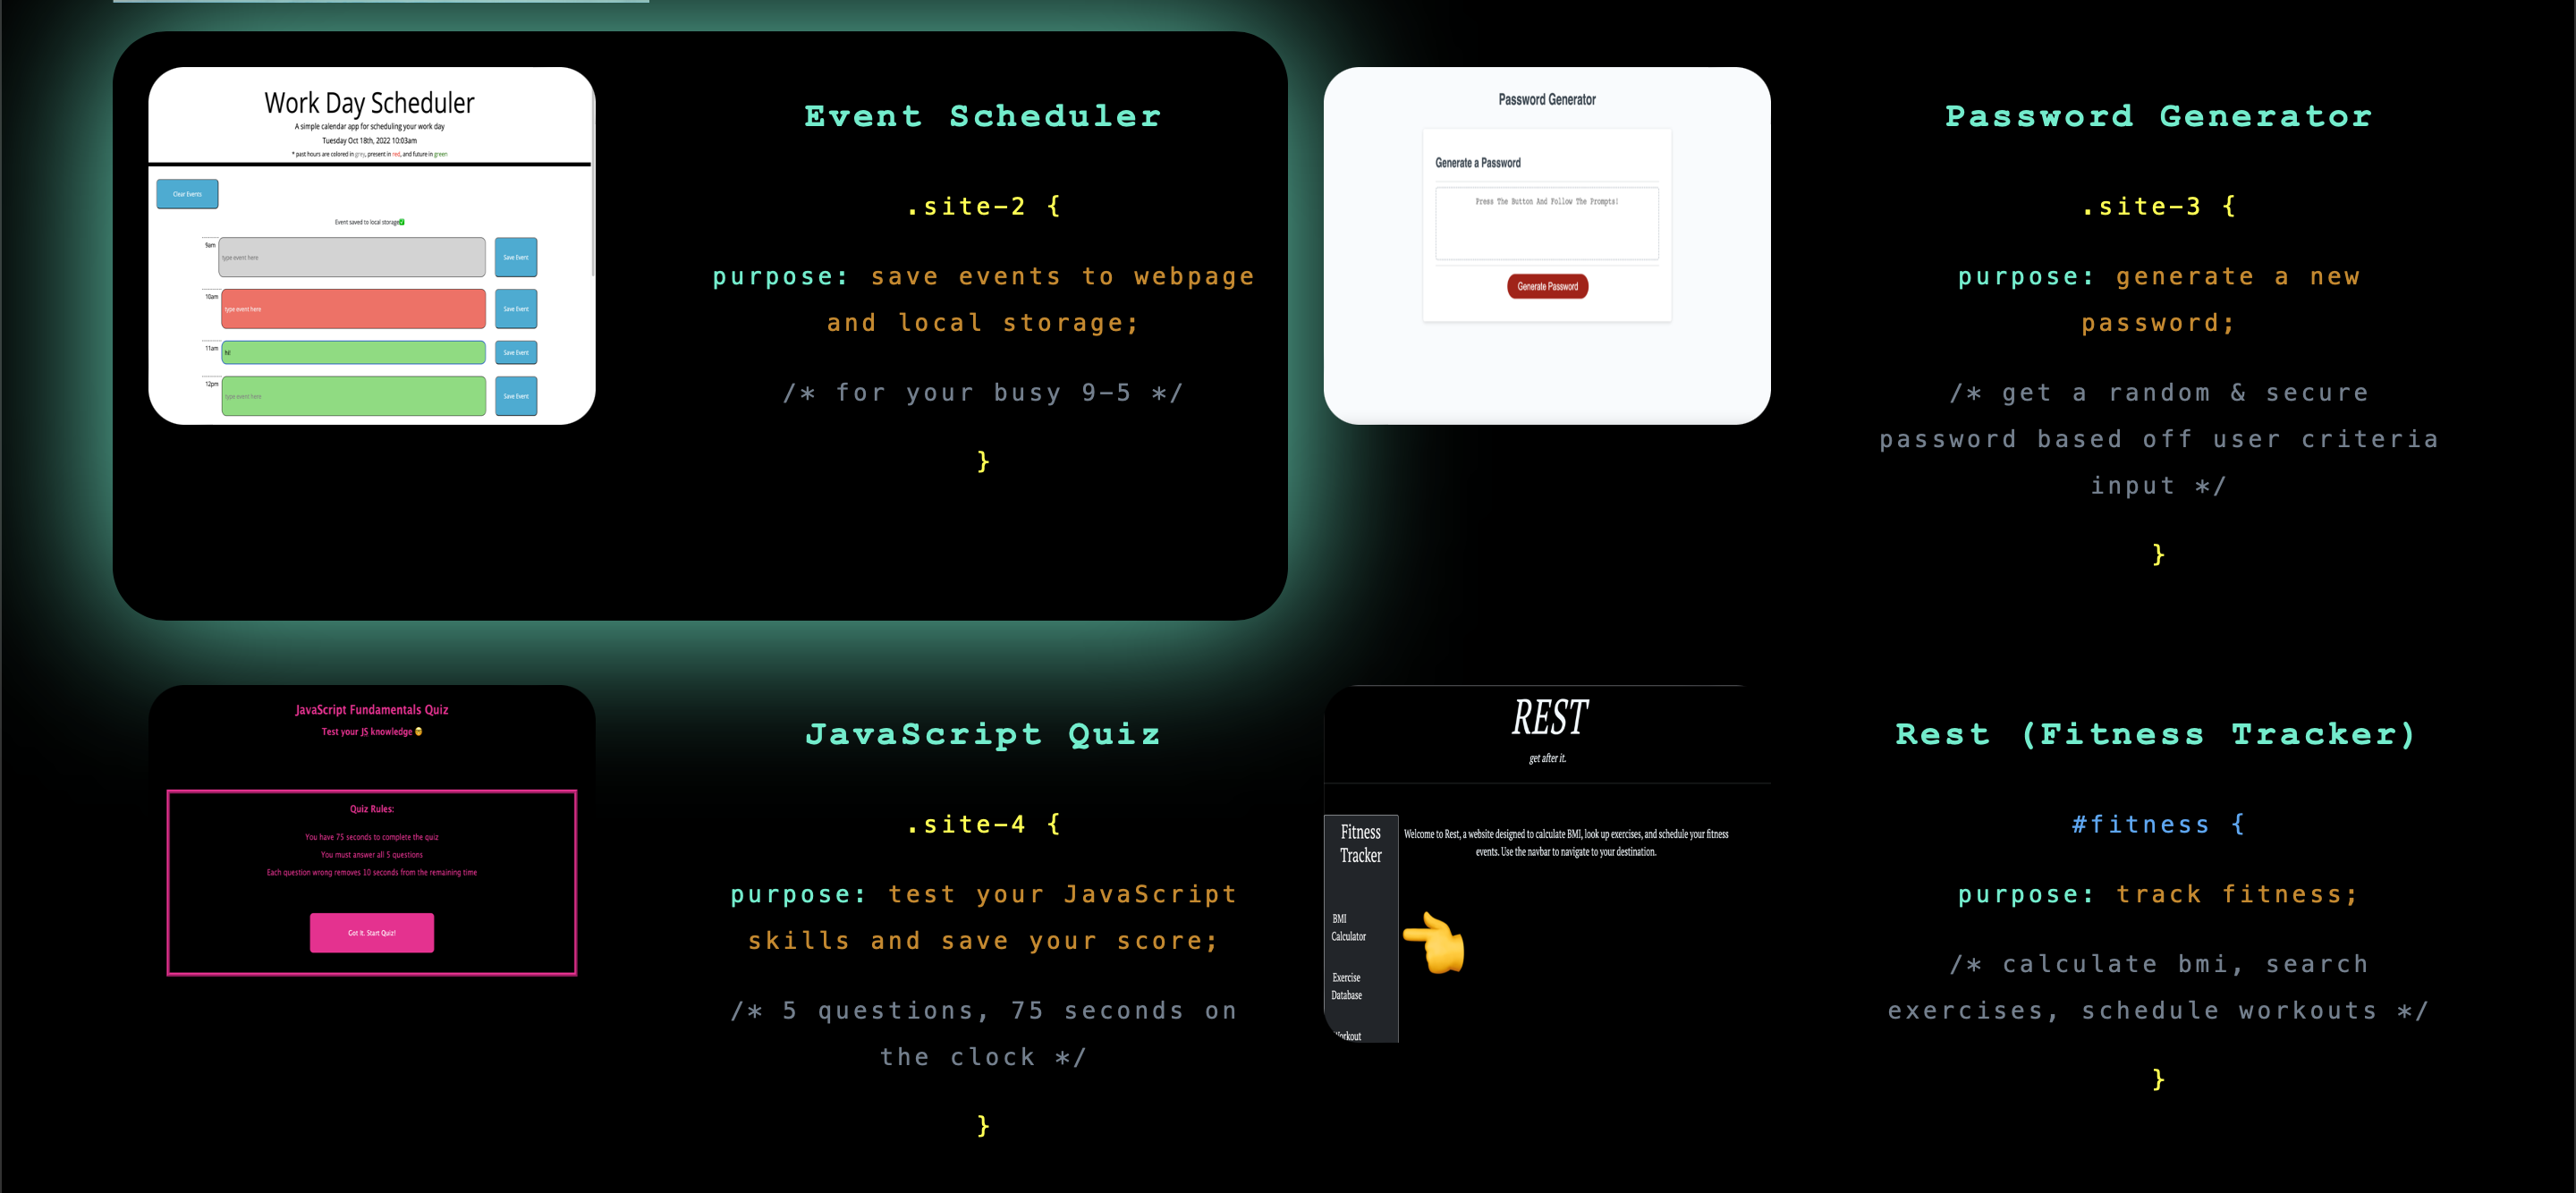 Work Day Scheduler
A simple calendar app for scheduling your work day
Tuesday Oct 18th, 2022 10:03am
* past hours are colored in grey, present in red, and future in green
Clear Events
Event saved to local storage✅
9am
type event here
Save Event
10am
type event here
Save Event
11am
hi!
Save Event
12pm
type event here
Save Event
Event Scheduler
.site-2 {
purpose: save events to webpage
and local storage;
/* for your busy 9-5 */
}
Password Generator
Generate a Password
Press The Button And Follow The Prompts!
Generate Password
Password Generator
.site-3 {
purpose: generate a new
password;
/* get a random & secure
password based off user criteria
input */
}
JavaScript Fundamentals Quiz
Test your JS knowledge 🤓
Quiz Rules:
You have 75 seconds to complete the quiz
You must answer all 5 questions
Each question wrong removes 10 seconds from the remaining time
Got It. Start Quiz!
JavaScript Quiz
.site-4 {
purpose: test your JavaScript
skills and save your score;
/* 5 questions, 75 seconds on
the clock */
}
REST
get after it.
Fitness
Tracker
BMI
Calculator
Exercise
Database
Workout
Welcome to Rest, a website designed to calculate BMI, look up exercises, and schedule your fitness
events. Use the navbar to navigate to your destination.
Rest (Fitness Tracker)
#fitness {
purpose: track fitness;
/* calculate bmi, search
exercises, schedule workouts */
}